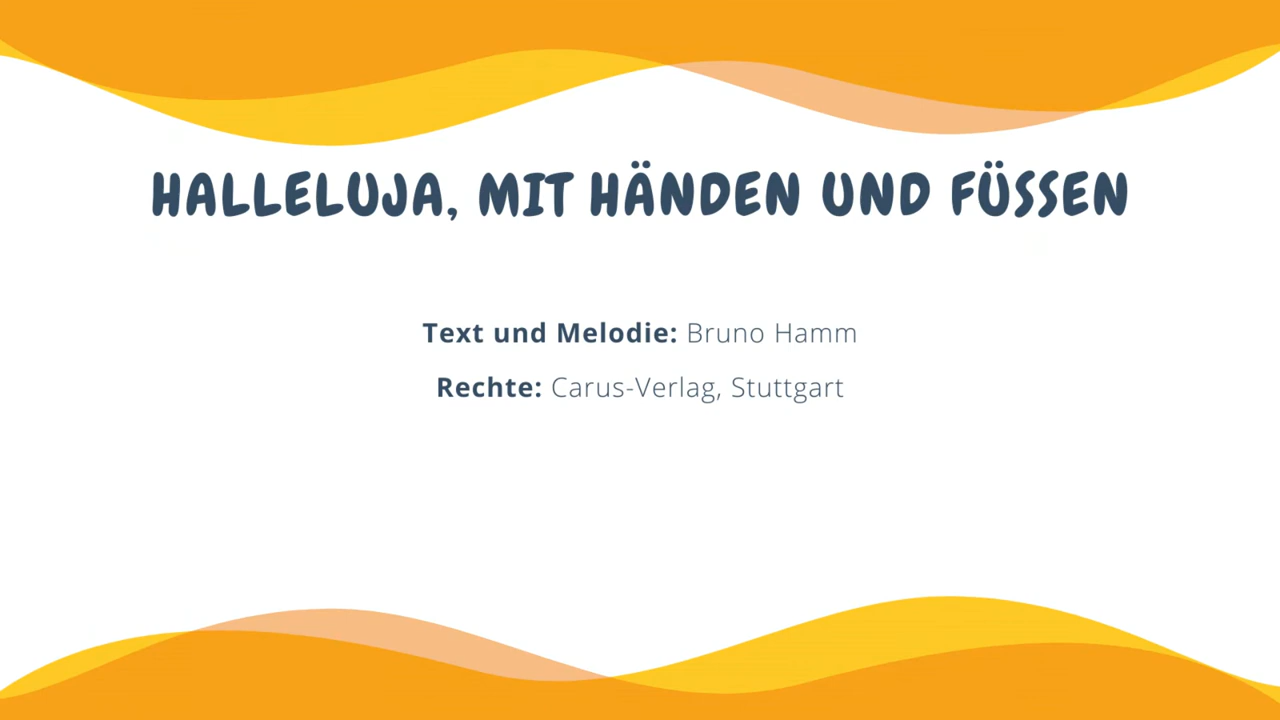 HALLELUJA, MIT HÄNDEN UND FÜSSEN
Text und Melodie: Bruno Hamm
Rechte: Carus-Verlag, Stuttgart